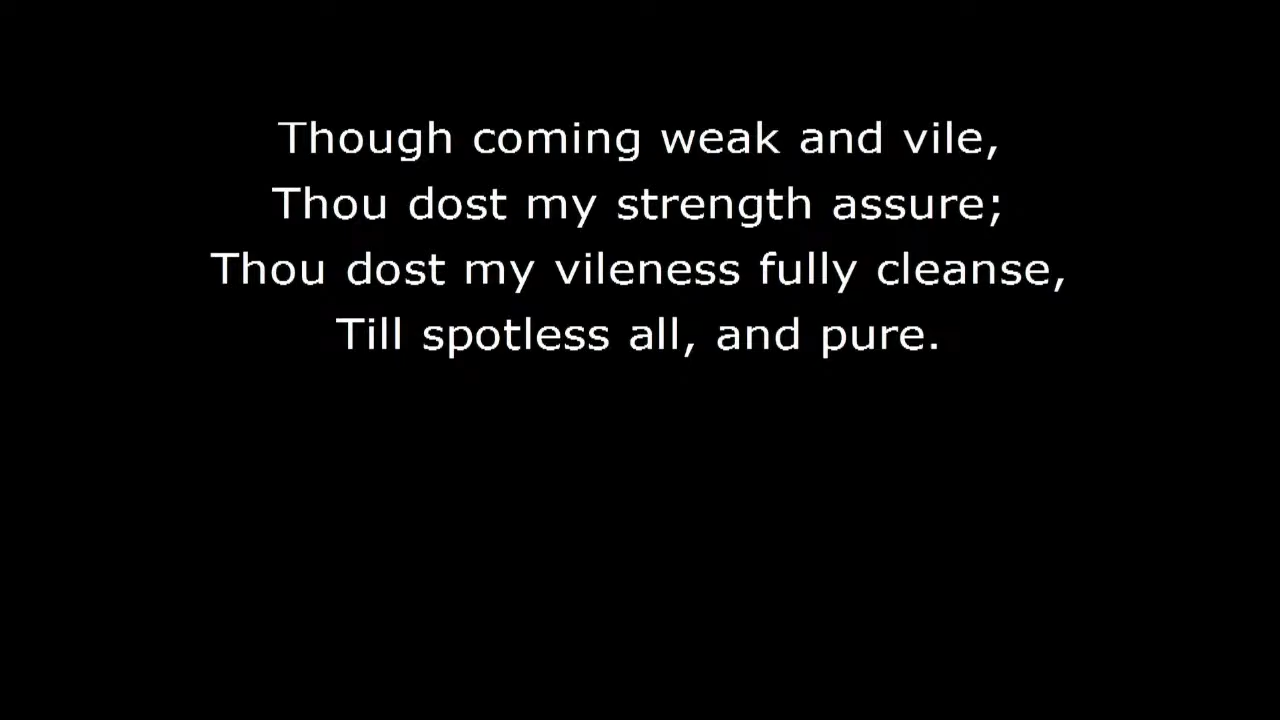 Though coming weak and vile,
Thou dost my strength assure;
Thou dost my vileness fully cleanse,
Till spotless all, and pure.